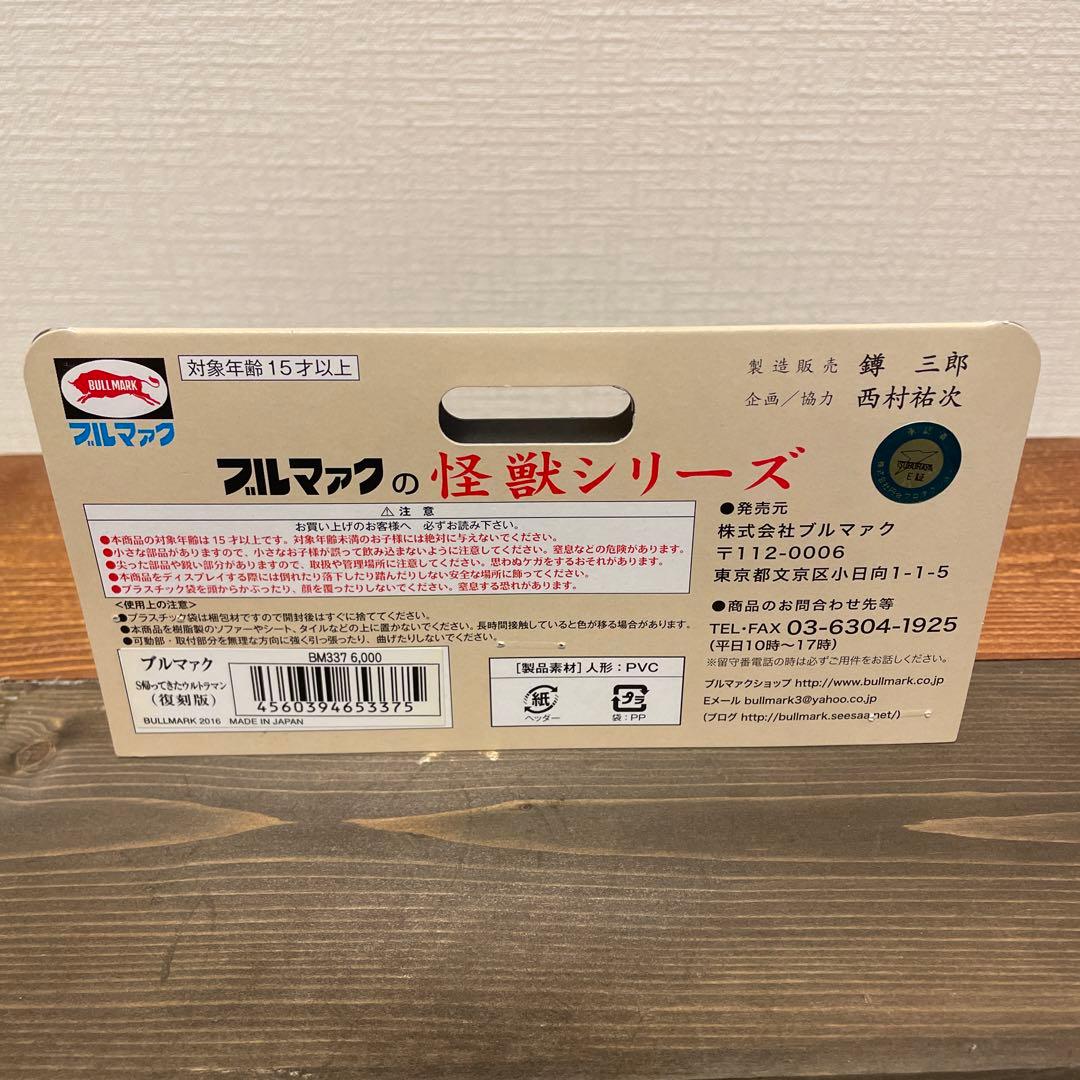 BULLMARK
ブルマァク
対象年齢15才以上
製造販売 鐏 三郎
企画/協力 西村祐次
ブルマァクの怪獣シリーズ
⚠注意
お買い上げのお客様へ 必ずお読み下さい。
●本商品の対象年齢は15才以上です。対象年齢未満のお子様には絶対に与えないでください。
●小さな部品がありますので、小さなお子様が誤って飲み込まないように注意してください。窒息などの危険があります。
●尖った部品や鋭い部分がありますので、取扱や管理場所に注意してください。思わぬケガをするおそれがあります。
●本商品をディスプレイする際には倒れたり落下したり踏んだりしない安全な場所に飾ってください。
●プラスチック袋を頭からかぶったり、顔を覆ったりしないでください。窒息する恐れがあります。
<使用上の注意>
●プラスチック袋は梱包材ですので開封後はすぐに捨ててください。
●本商品を樹脂製のソファーやシート、タイルなどの上に置かないでください。長時間接触していると色が移る場合があります。
●可動部・取付部分を無理な方向に強く引っ張ったり、曲げたりしないでください。
ブルマァク
S帰ってきたウルトラマン
(復刻版)
BM337 6,000
4560394653375
BULLMARK 2016 MADE IN JAPAN
[製品素材]人形:PVC
紙
ヘッダー
プラ
袋:PP
承認書
●発売元
株式会社ブルマァク
〒112-0006
東京都文京区小日向1-1-5
●商品のお問合わせ先等
TEL・FAX 03-6304-1925
(平日10時〜17時)
※留守番電話の時は必ずご用件をお話しください。
ブルマァクショップ http://www.bullmark.co.jp
Eメール bullmark3@yahoo.co.jp
(ブログ http://bullmark.seesaa.net/)